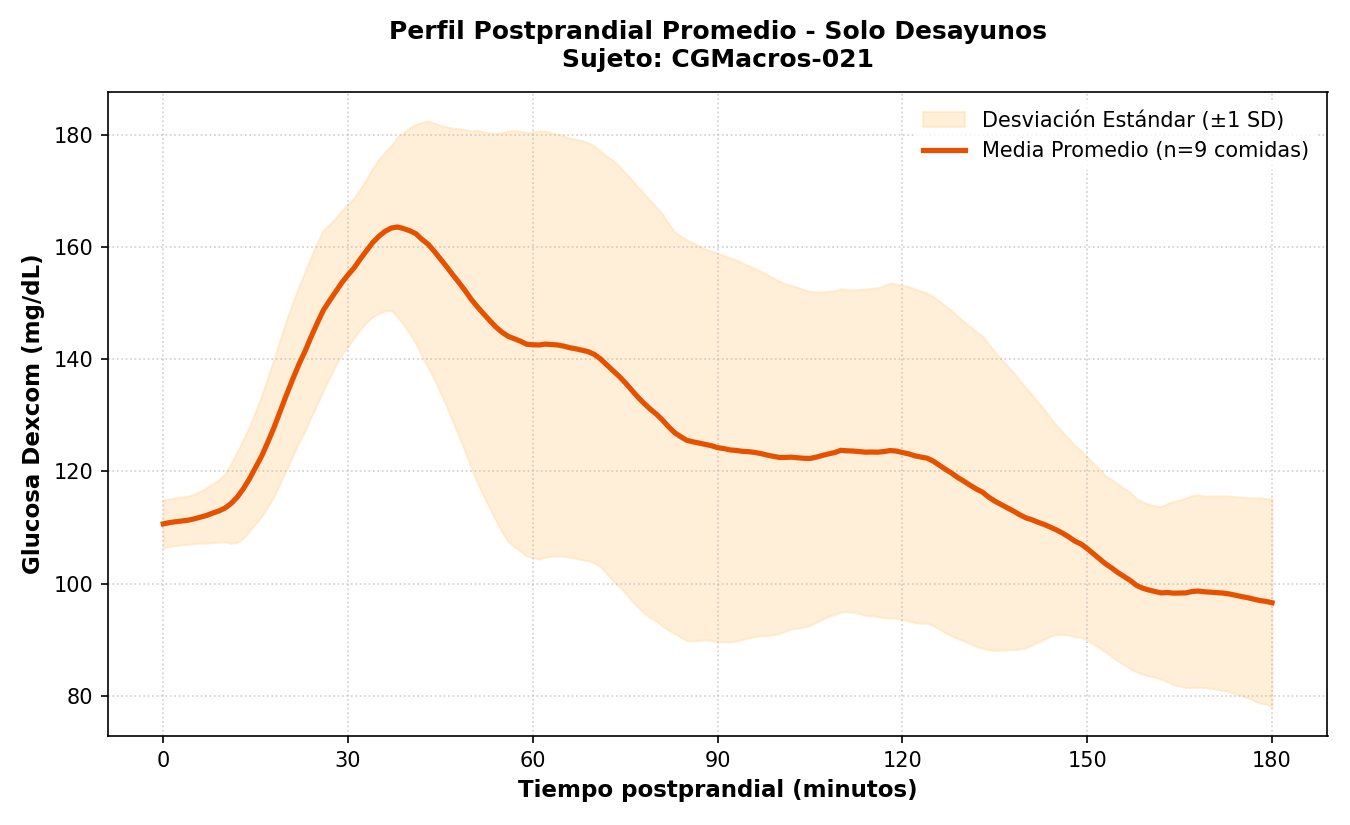 Perfil Postprandial Promedio - Solo Desayunos
Sujeto: CGMacros-021
Desviación Estándar (±1 SD)
Media Promedio (n=9 comidas)
Glucosa Dexcom (mg/dL)
180
160
140
120
100
80
0 30 60 90 120 150 180
Tiempo postprandial (minutos)